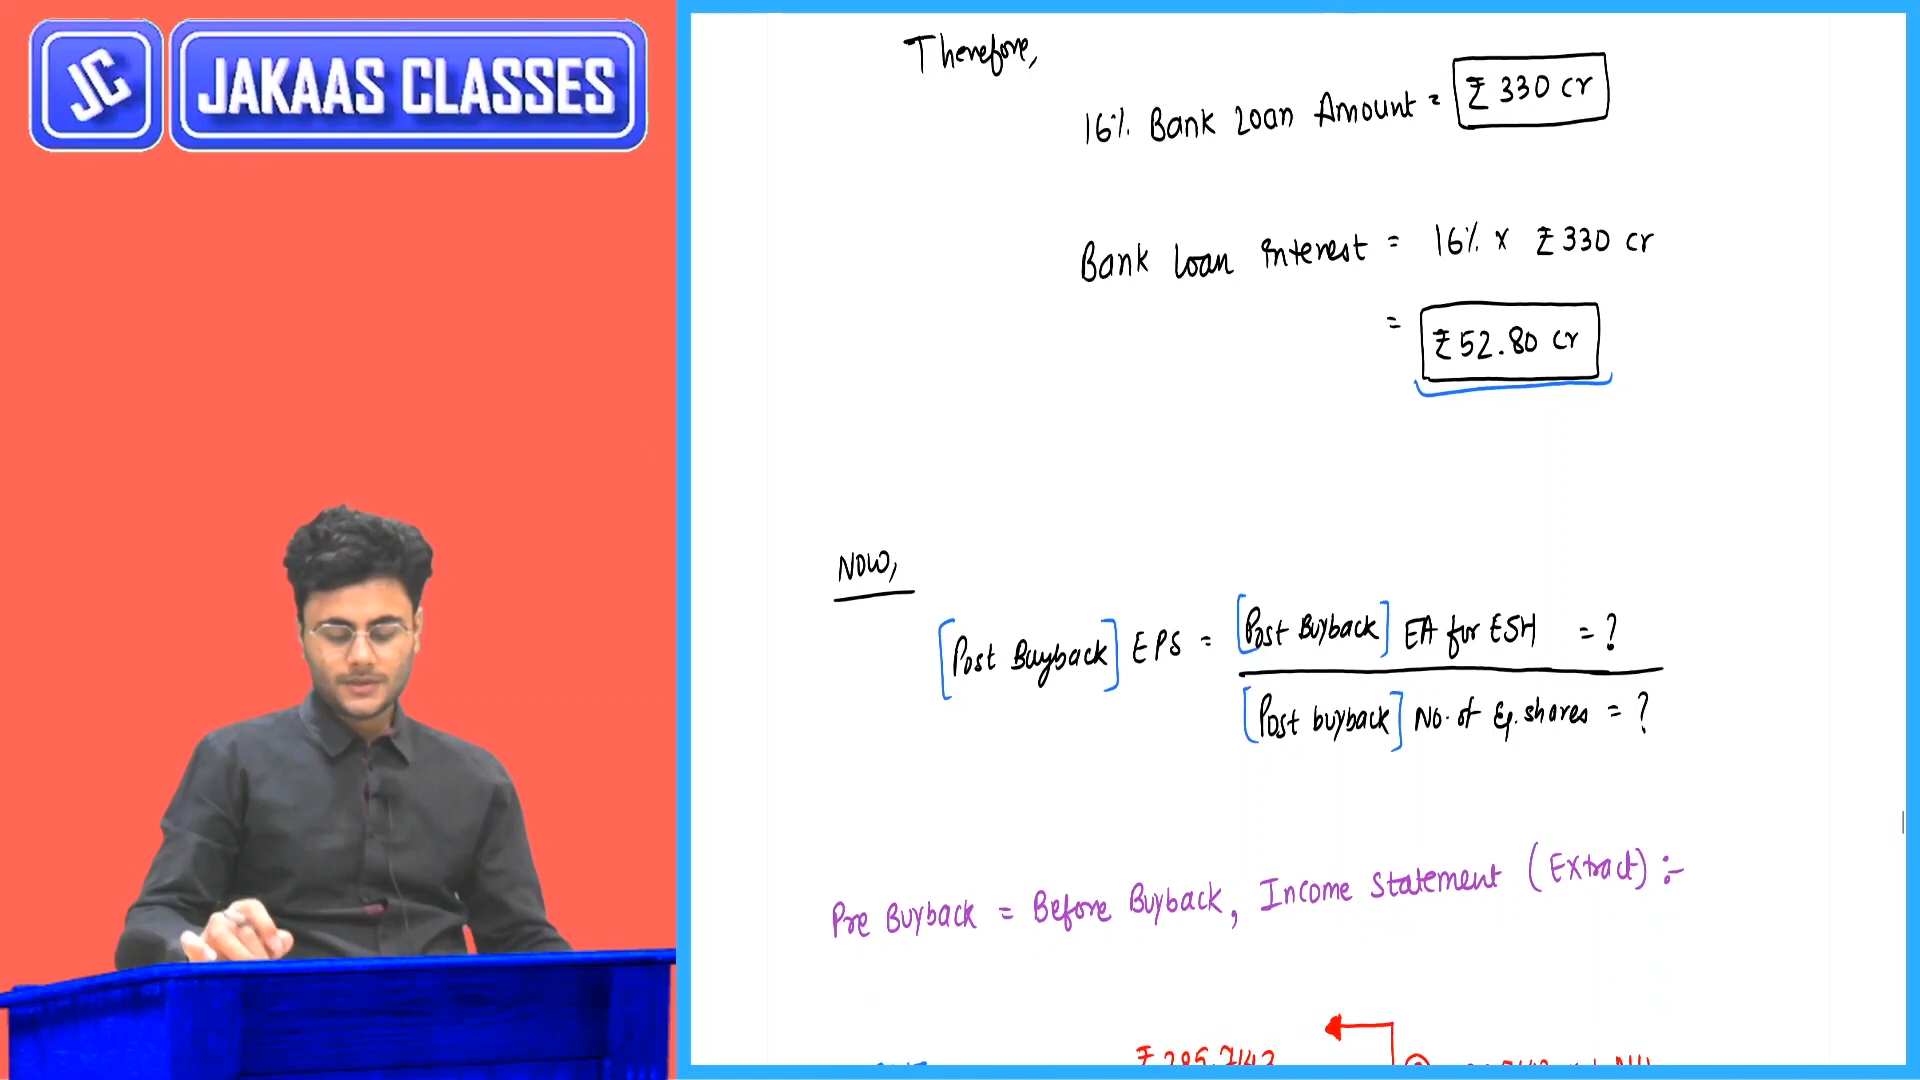 JC JAKAAS CLASSES
Therefore,
16% Bank Loan Amount = ₹ 330 cr
Bank Loan Interest = 16% x ₹ 330 cr
= ₹ 52.80 cr
NOW,
[Post Buyback] EPS = [Post Buyback] EA for ESH = ?
[Post buyback] No. of Eq. shares = ?
Pre Buyback = Before Buyback, Income Statement (Extract) :-